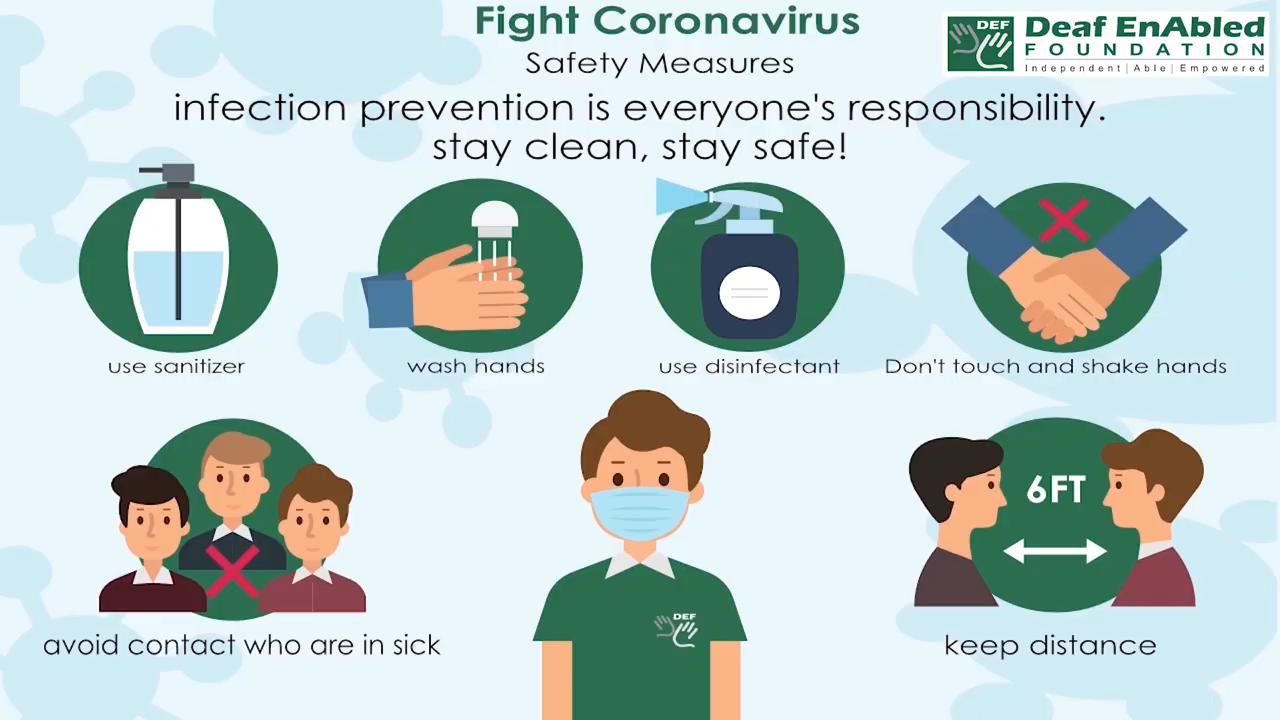 Fight Coronavirus
Safety Measures
DEF
Deaf EnAbled
FOUNDATION
Independent | Able | Empowered
infection prevention is everyone's responsibility.
stay clean, stay safe!
use sanitizer
wash hands
use disinfectant
Don't touch and shake hands
6FT
DEF
avoid contact who are in sick
keep distance